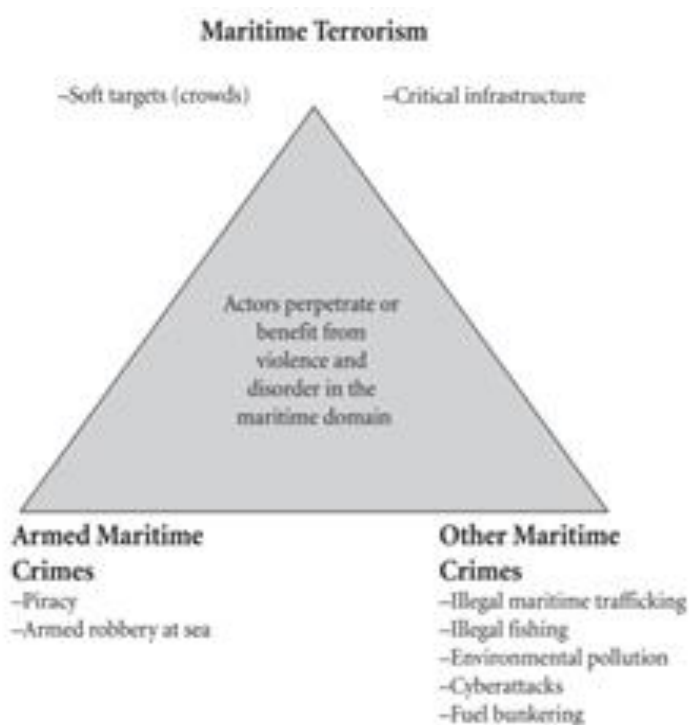 Maritime Terrorism
–Soft targets (crowds)
–Critical infrastructure
Actors perpetrate or
benefit from
violence and
disorder in the
maritime domain
Armed Maritime
Crimes
–Piracy
–Armed robbery at sea
Other Maritime
Crimes
–Illegal maritime trafficking
–Illegal fishing
–Environmental pollution
–Cyberattacks
–Fuel bunkering